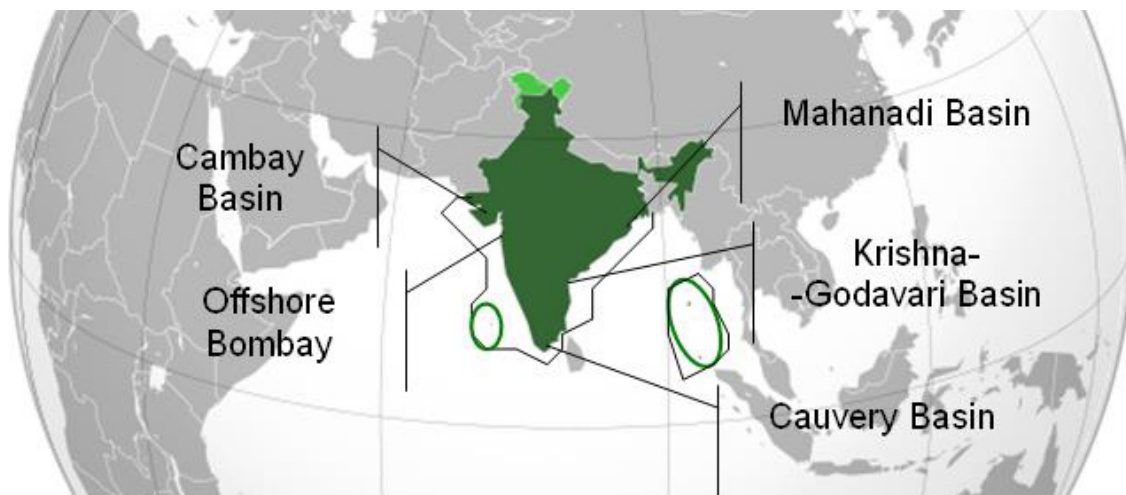 Cambay
Basin
Offshore
Bombay
Mahanadi Basin
Krishna-
-Godavari Basin
Cauvery Basin